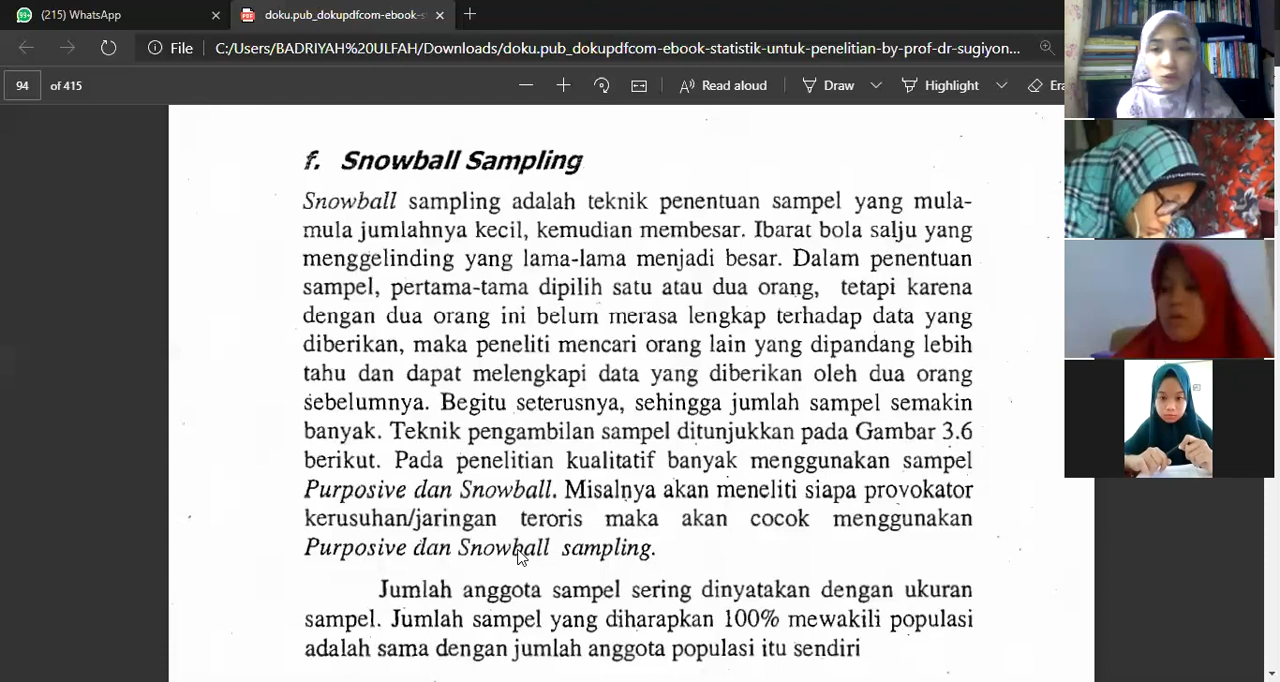 99+ (215) WhatsApp
doku.pub_dokupdfcom-ebook-s
File C:/Users/BADRIYAH%20ULFAH/Downloads/doku.pub_dokupdfcom-ebook-statistik-untuk-penelitian-by-prof-dr-sugiyon...
94 of 415 Read aloud Draw Highlight Era
f. Snowball Sampling
Snowball sampling adalah teknik penentuan sampel yang mula-
mula jumlahnya kecil, kemudian membesar. Ibarat bola salju yang
menggelinding yang lama-lama menjadi besar. Dalam penentuan
sampel, pertama-tama dipilih satu atau dua orang, tetapi karena
dengan dua orang ini belum merasa lengkap terhadap data yang
diberikan, maka peneliti mencari orang lain yang dipandang lebih
tahu dan dapat melengkapi data yang diberikan oleh dua orang
sebelumnya. Begitu seterusnya, sehingga jumlah sampel semakin
banyak. Teknik pengambilan sampel ditunjukkan pada Gambar 3.6
berikut. Pada penelitian kualitatif banyak menggunakan sampel
Purposive dan Snowball. Misalnya akan meneliti siapa provokator
kerusuhan/jaringan teroris maka akan cocok menggunakan
Purposive dan Snowball sampling.
Jumlah anggota sampel sering dinyatakan dengan ukuran
sampel. Jumlah sampel yang diharapkan 100% mewakili populasi
adalah sama dengan jumlah anggota populasi itu sendiri